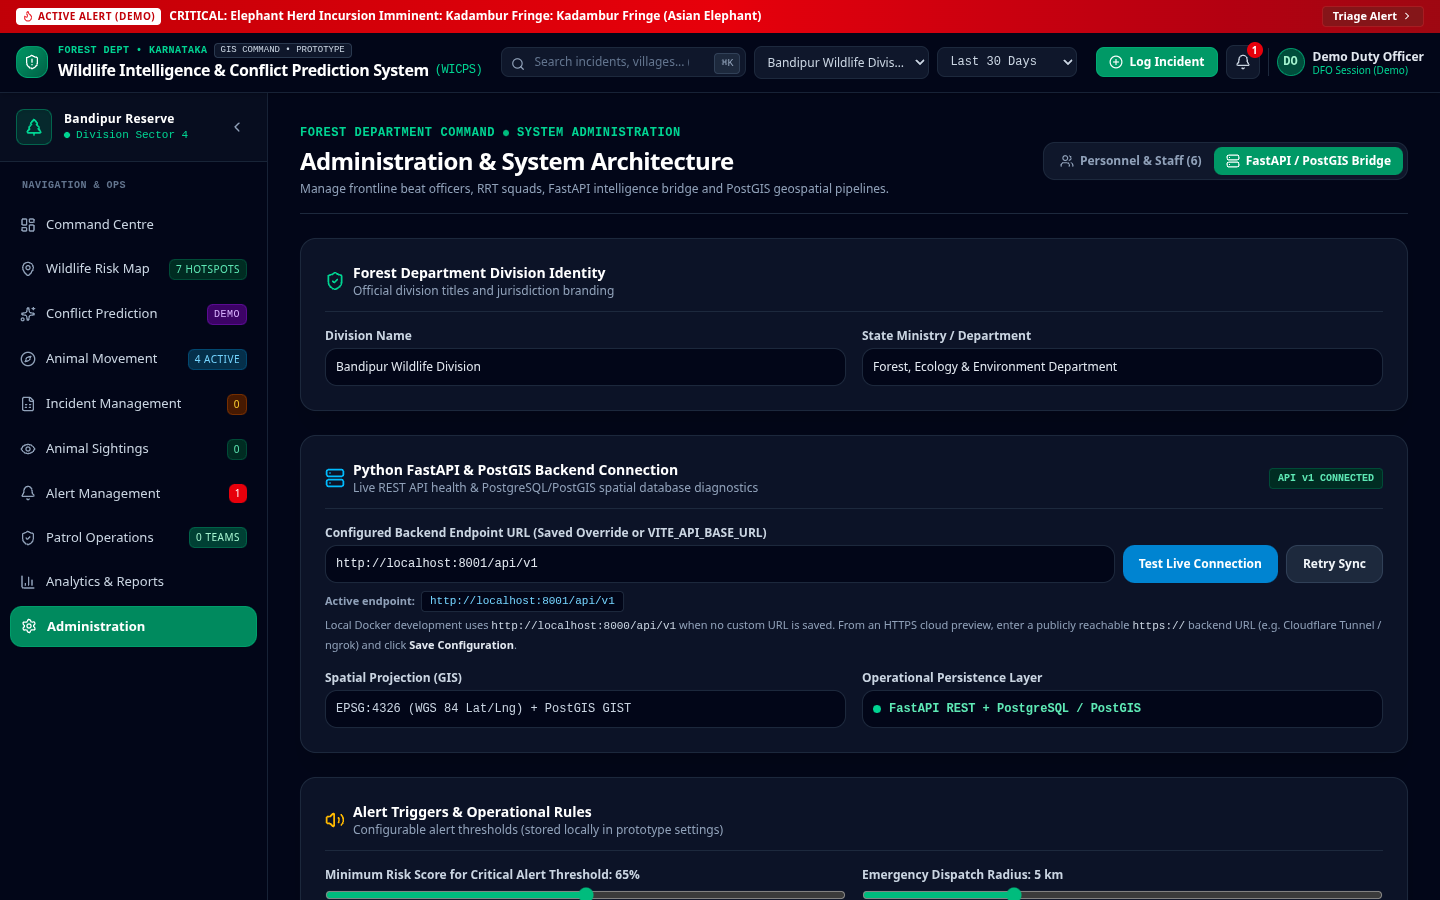 ACTIVE ALERT (DEMO) CRITICAL: Elephant Herd Incursion Imminent: Kadambur Fringe: Kadambur Fringe (Asian Elephant) Triage Alert
FOREST DEPT • KARNATAKA GIS COMMAND • PROTOTYPE
Wildlife Intelligence & Conflict Prediction System (WICPS)
Search incidents, villages... ⌘K
Bandipur Wildlife Divis...
Last 30 Days
Log Incident
1
DO
Demo Duty Officer
DFO Session (Demo)
Bandipur Reserve
Division Sector 4
NAVIGATION & OPS
Command Centre
Wildlife Risk Map 7 HOTSPOTS
Conflict Prediction DEMO
Animal Movement 4 ACTIVE
Incident Management 0
Animal Sightings 0
Alert Management 1
Patrol Operations 0 TEAMS
Analytics & Reports
Administration
FOREST DEPARTMENT COMMAND ● SYSTEM ADMINISTRATION
Administration & System Architecture
Manage frontline beat officers, RRT squads, FastAPI intelligence bridge and PostGIS geospatial pipelines.
Personnel & Staff (6) FastAPI / PostGIS Bridge
Forest Department Division Identity
Official division titles and jurisdiction branding
Division Name
Bandipur Wildlife Division
State Ministry / Department
Forest, Ecology & Environment Department
Python FastAPI & PostGIS Backend Connection
Live REST API health & PostgreSQL/PostGIS spatial database diagnostics
API v1 CONNECTED
Configured Backend Endpoint URL (Saved Override or VITE_API_BASE_URL)
http://localhost:8001/api/v1
Test Live Connection Retry Sync
Active endpoint: http://localhost:8001/api/v1
Local Docker development uses http://localhost:8000/api/v1 when no custom URL is saved. From an HTTPS cloud preview, enter a publicly reachable https:// backend URL (e.g. Cloudflare Tunnel /
ngrok) and click Save Configuration.
Spatial Projection (GIS)
EPSG:4326 (WGS 84 Lat/Lng) + PostGIS GIST
Operational Persistence Layer
FastAPI REST + PostgreSQL / PostGIS
Alert Triggers & Operational Rules
Configurable alert thresholds (stored locally in prototype settings)
Minimum Risk Score for Critical Alert Threshold: 65%
Emergency Dispatch Radius: 5 km